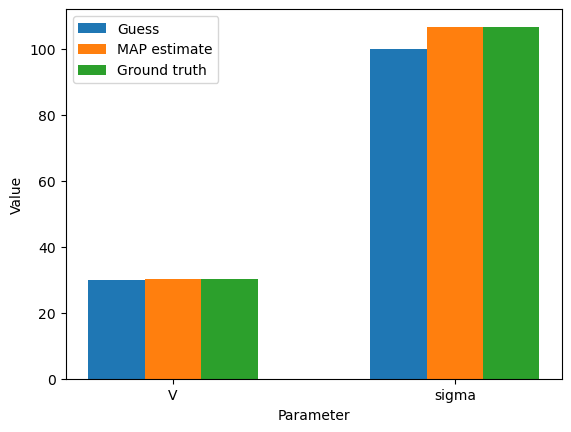 Guess
MAP estimate
Ground truth
Value
100
80
60
40
20
0
V
sigma
Parameter